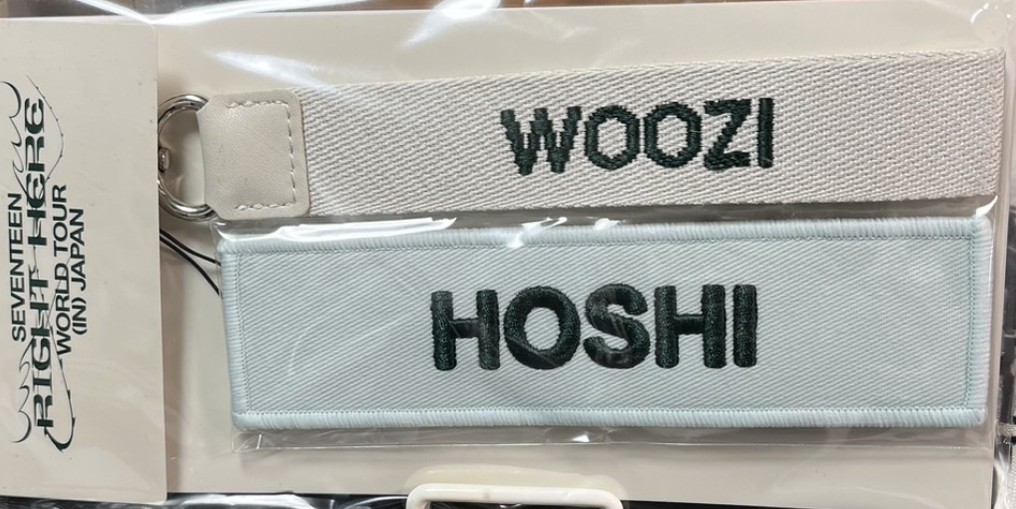 SEVENTEEN
RIGHT HERE
WORLD TOUR
(IN) JAPAN
WOOZI
HOSHI